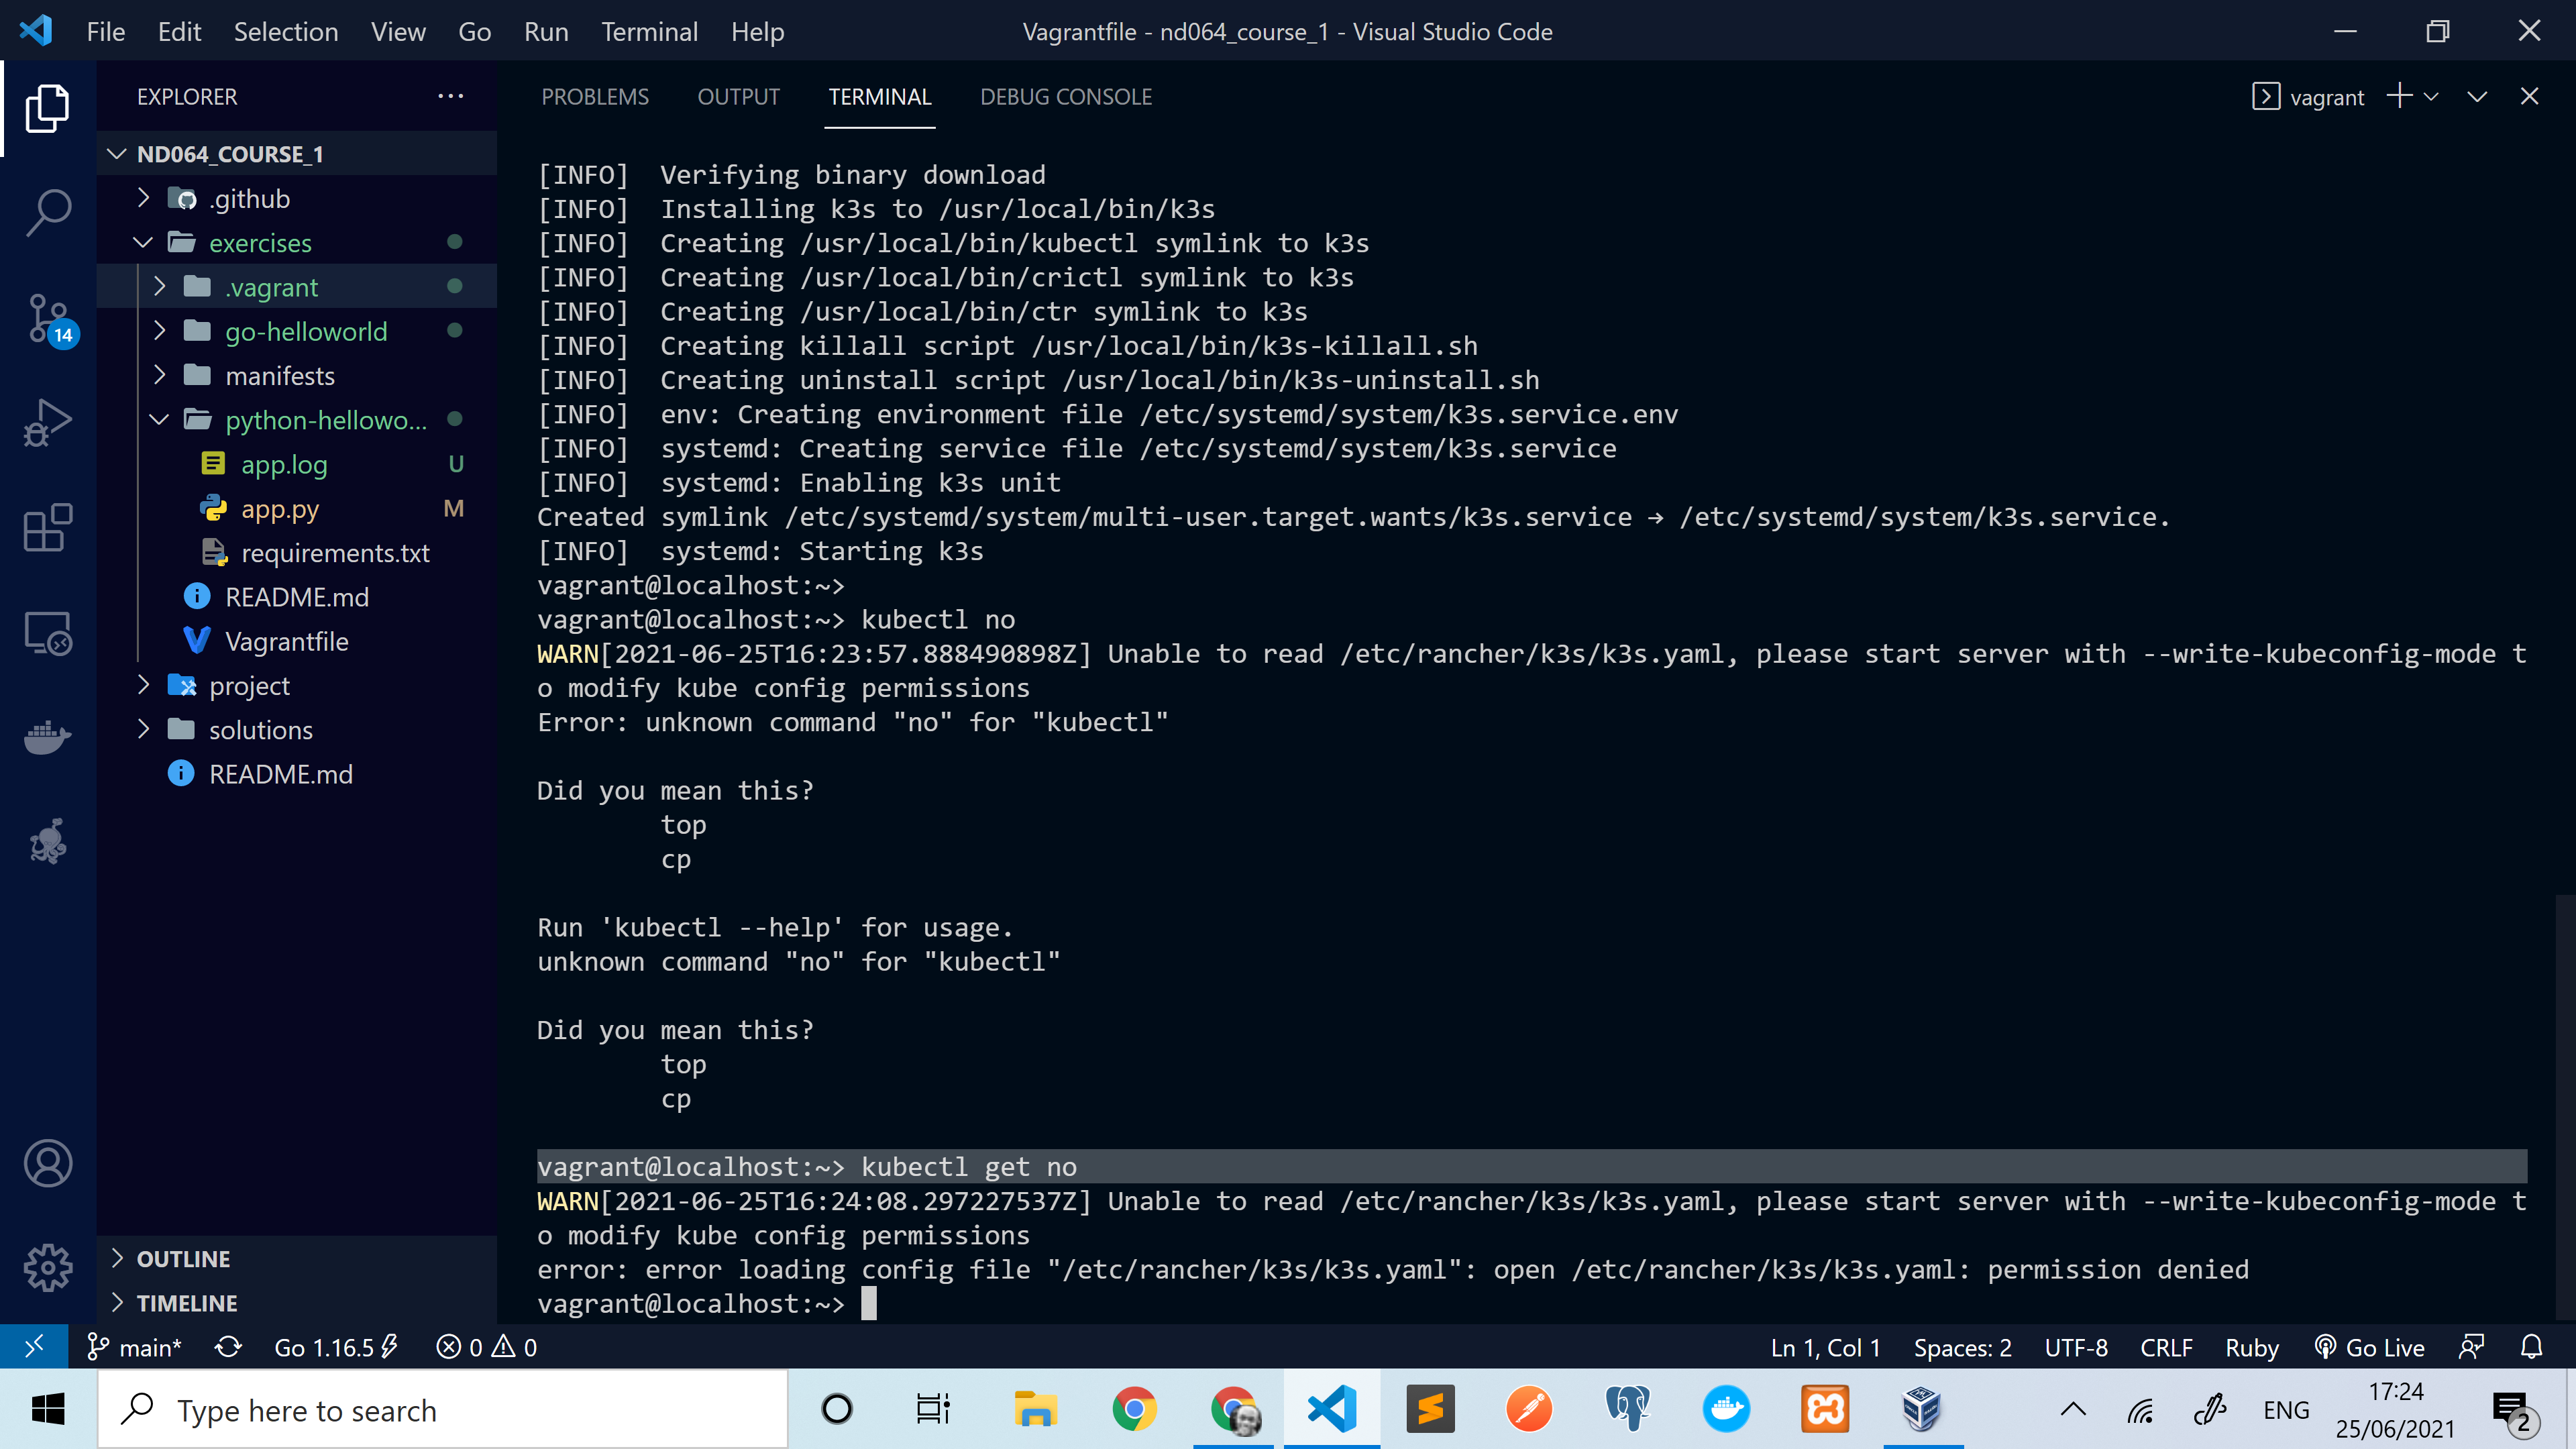 File Edit Selection View Go Run Terminal Help
Vagrantfile - nd064_course_1 - Visual Studio Code
EXPLORER
ND064_COURSE_1
.github
exercises
.vagrant
go-helloworld
manifests
python-hellowo...
app.log U
app.py M
requirements.txt
README.md
Vagrantfile
project
solutions
README.md
OUTLINE
TIMELINE
14
PROBLEMS OUTPUT TERMINAL DEBUG CONSOLE
vagrant
[INFO]  Verifying binary download
[INFO]  Installing k3s to /usr/local/bin/k3s
[INFO]  Creating /usr/local/bin/kubectl symlink to k3s
[INFO]  Creating /usr/local/bin/crictl symlink to k3s
[INFO]  Creating /usr/local/bin/ctr symlink to k3s
[INFO]  Creating killall script /usr/local/bin/k3s-killall.sh
[INFO]  Creating uninstall script /usr/local/bin/k3s-uninstall.sh
[INFO]  env: Creating environment file /etc/systemd/system/k3s.service.env
[INFO]  systemd: Creating service file /etc/systemd/system/k3s.service
[INFO]  systemd: Enabling k3s unit
Created symlink /etc/systemd/system/multi-user.target.wants/k3s.service → /etc/systemd/system/k3s.service.
[INFO]  systemd: Starting k3s
vagrant@localhost:~>
vagrant@localhost:~> kubectl no
WARN[2021-06-25T16:23:57.888490898Z] Unable to read /etc/rancher/k3s/k3s.yaml, please start server with --write-kubeconfig-mode t
o modify kube config permissions
Error: unknown command "no" for "kubectl"
Did you mean this?
top
cp
Run 'kubectl --help' for usage.
unknown command "no" for "kubectl"
Did you mean this?
top
cp
vagrant@localhost:~> kubectl get no
WARN[2021-06-25T16:24:08.297227537Z] Unable to read /etc/rancher/k3s/k3s.yaml, please start server with --write-kubeconfig-mode t
o modify kube config permissions
error: error loading config file "/etc/rancher/k3s/k3s.yaml": open /etc/rancher/k3s/k3s.yaml: permission denied
vagrant@localhost:~>
main* Go 1.16.5 0 0 Ln 1, Col 1 Spaces: 2 UTF-8 CRLF Ruby Go Live
Type here to search
ENG
17:24
25/06/2021
2